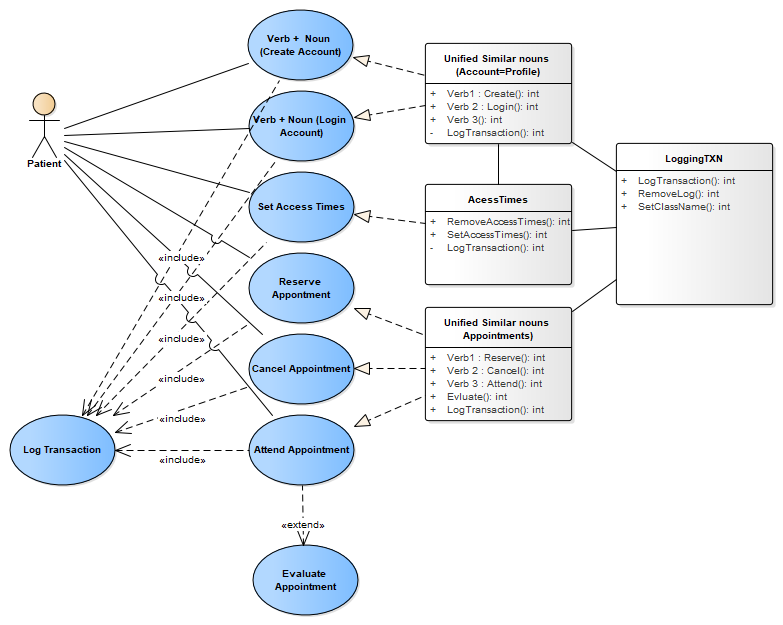 Verb + Noun
(Create Account)
Verb + Noun (Login
Account)
Patient
Set Access Times
Reserve
Appontment
Cancel Appointment
Attend Appointment
Log Transaction
Evaluate
Appointment
«include»
«include»
«include»
«include»
«include»
«include»
«extend»
Unified Similar nouns
(Account=Profile)
+ Verb1 : Create(): int
+ Verb 2 : Login(): int
+ Verb 3(): int
- LogTransaction(): int
AcessTimes
+ RemoveAccessTimes(): int
+ SetAccessTimes(): int
- LogTransaction(): int
Unified Similar nouns
Appointments)
+ Verb1 : Reserve(): int
+ Verb 2 : Cancel(): int
+ Verb 3 : Attend(): int
+ Evluate(): int
+ LogTransaction(): int
LoggingTXN
+ LogTransaction(): int
+ RemoveLog(): int
+ SetClassName(): int